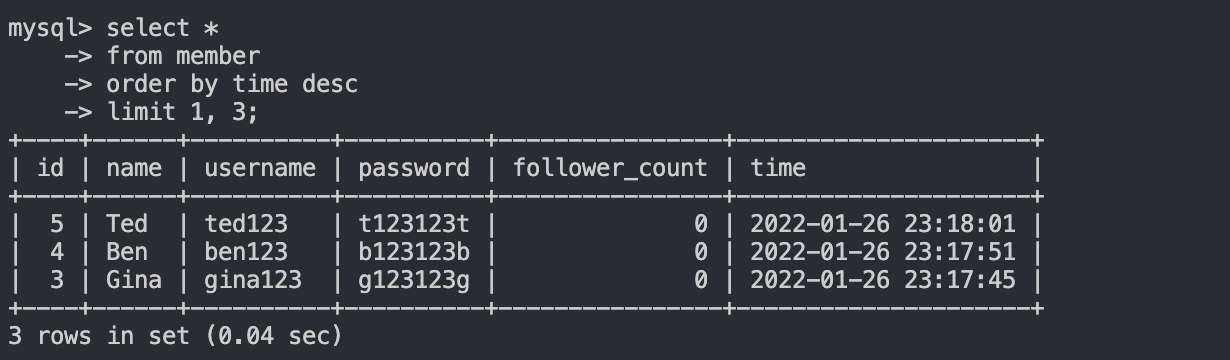 mysql> select *
    -> from member
    -> order by time desc
    -> limit 1, 3;
+----+------+----------+----------+----------------+---------------------+
| id | name | username | password | follower_count | time                |
+----+------+----------+----------+----------------+---------------------+
|  5 | Ted  | ted123   | t123123t |              0 | 2022-01-26 23:18:01 |
|  4 | Ben  | ben123   | b123123b |              0 | 2022-01-26 23:17:51 |
|  3 | Gina | gina123  | g123123g |              0 | 2022-01-26 23:17:45 |
+----+------+----------+----------+----------------+---------------------+
3 rows in set (0.04 sec)